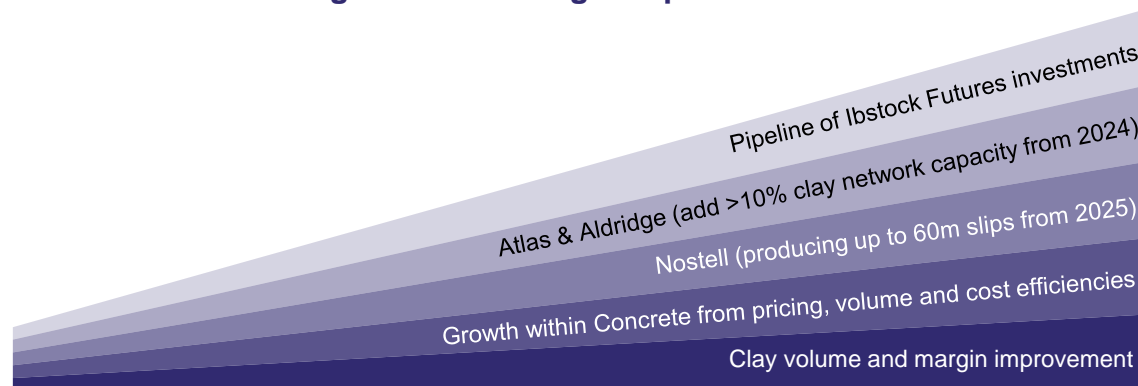 Pipeline of Ibstock Futures investments
Atlas & Aldridge (add >10% clay network capacity from 2024)
Nostell (producing up to 60m slips from 2025)
Growth within Concrete from pricing, volume and cost efficiencies
Clay volume and margin improvement